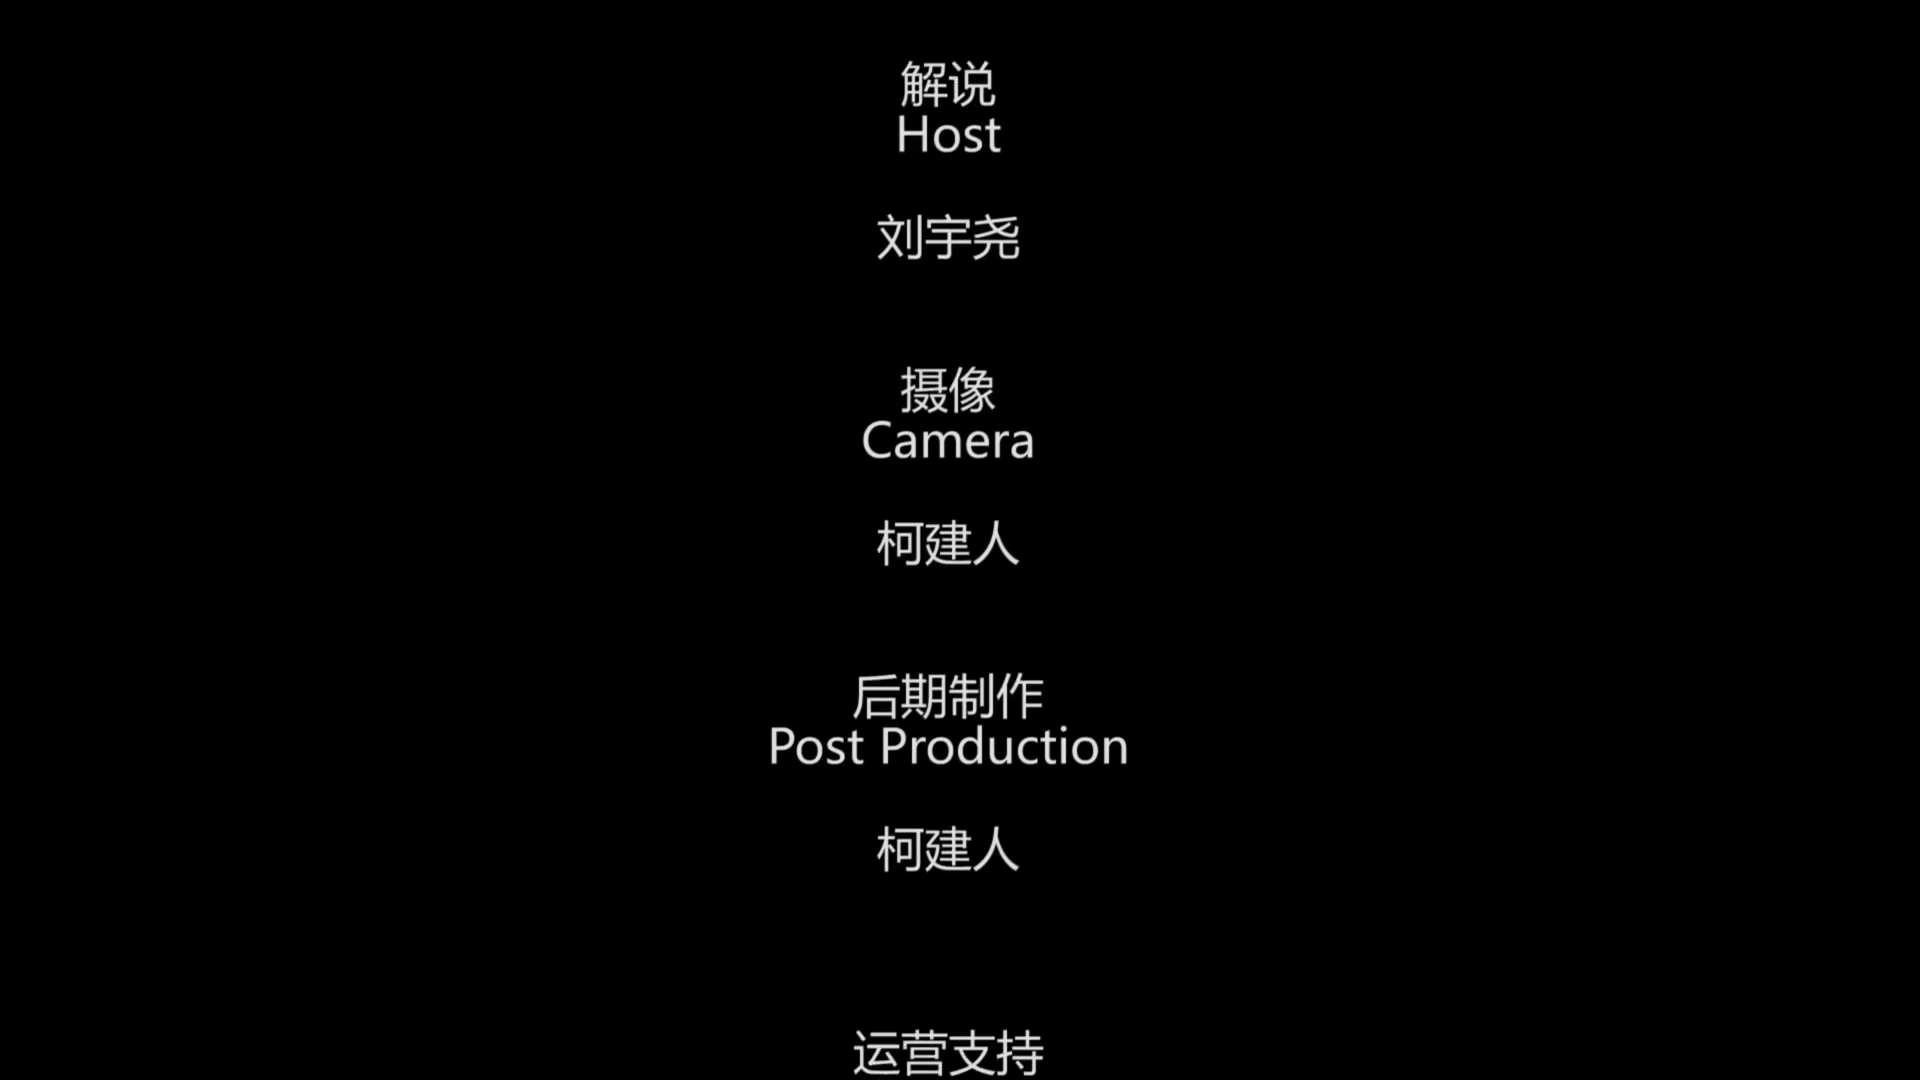 解说
Host
刘宇尧
摄像
Camera
柯建人
后期制作
Post Production
柯建人
运营支持